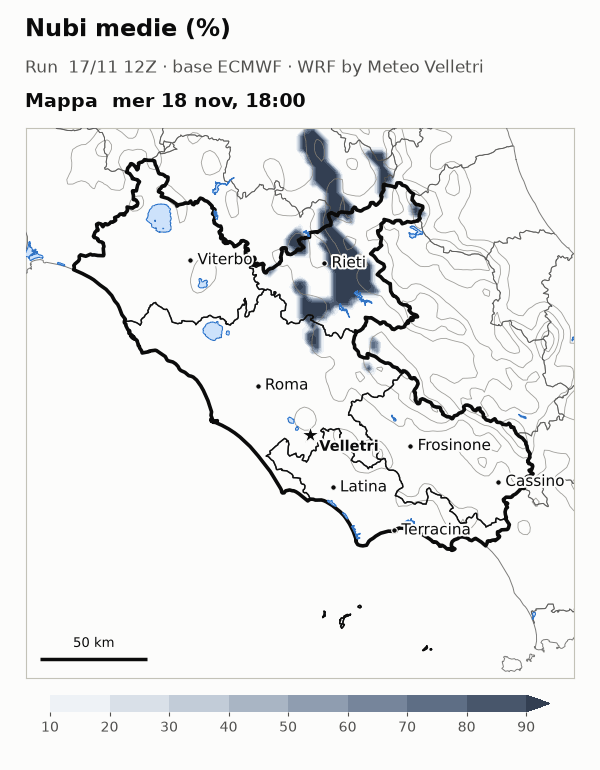 Nubi medie (%)
Run  17/11 12Z · base ECMWF · WRF by Meteo Velletri
Mappa  mer 18 nov, 18:00
Viterbo
Rieti
Roma
Velletri
Frosinone
Latina
Cassino
Terracina
50 km
10 20 30 40 50 60 70 80 90